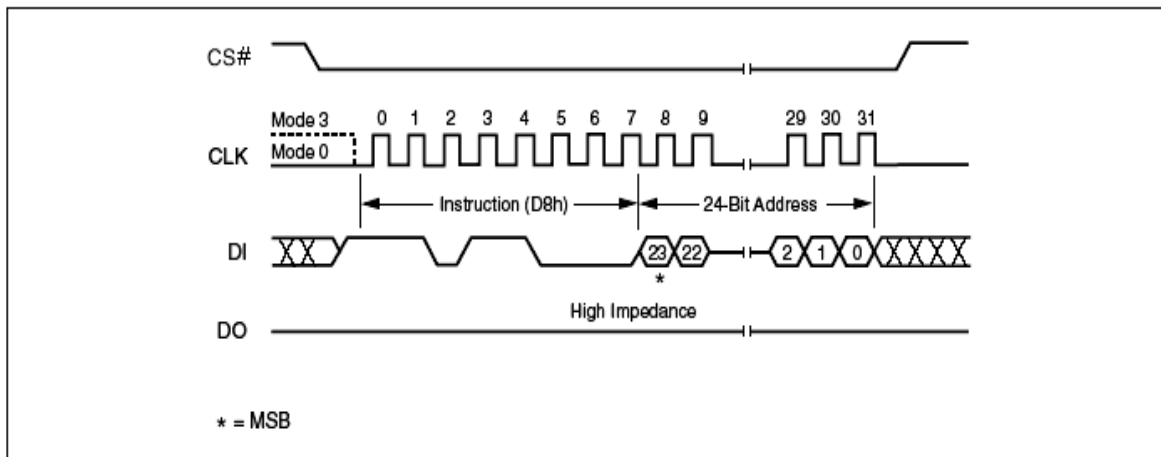 CS#
Mode 3 0 1 2 3 4 5 6 7 8 9 29 30 31
CLK Mode 0
Instruction (D8h) 24-Bit Address
DI 23 22 2 1 0
*
High Impedance
DO
* = MSB